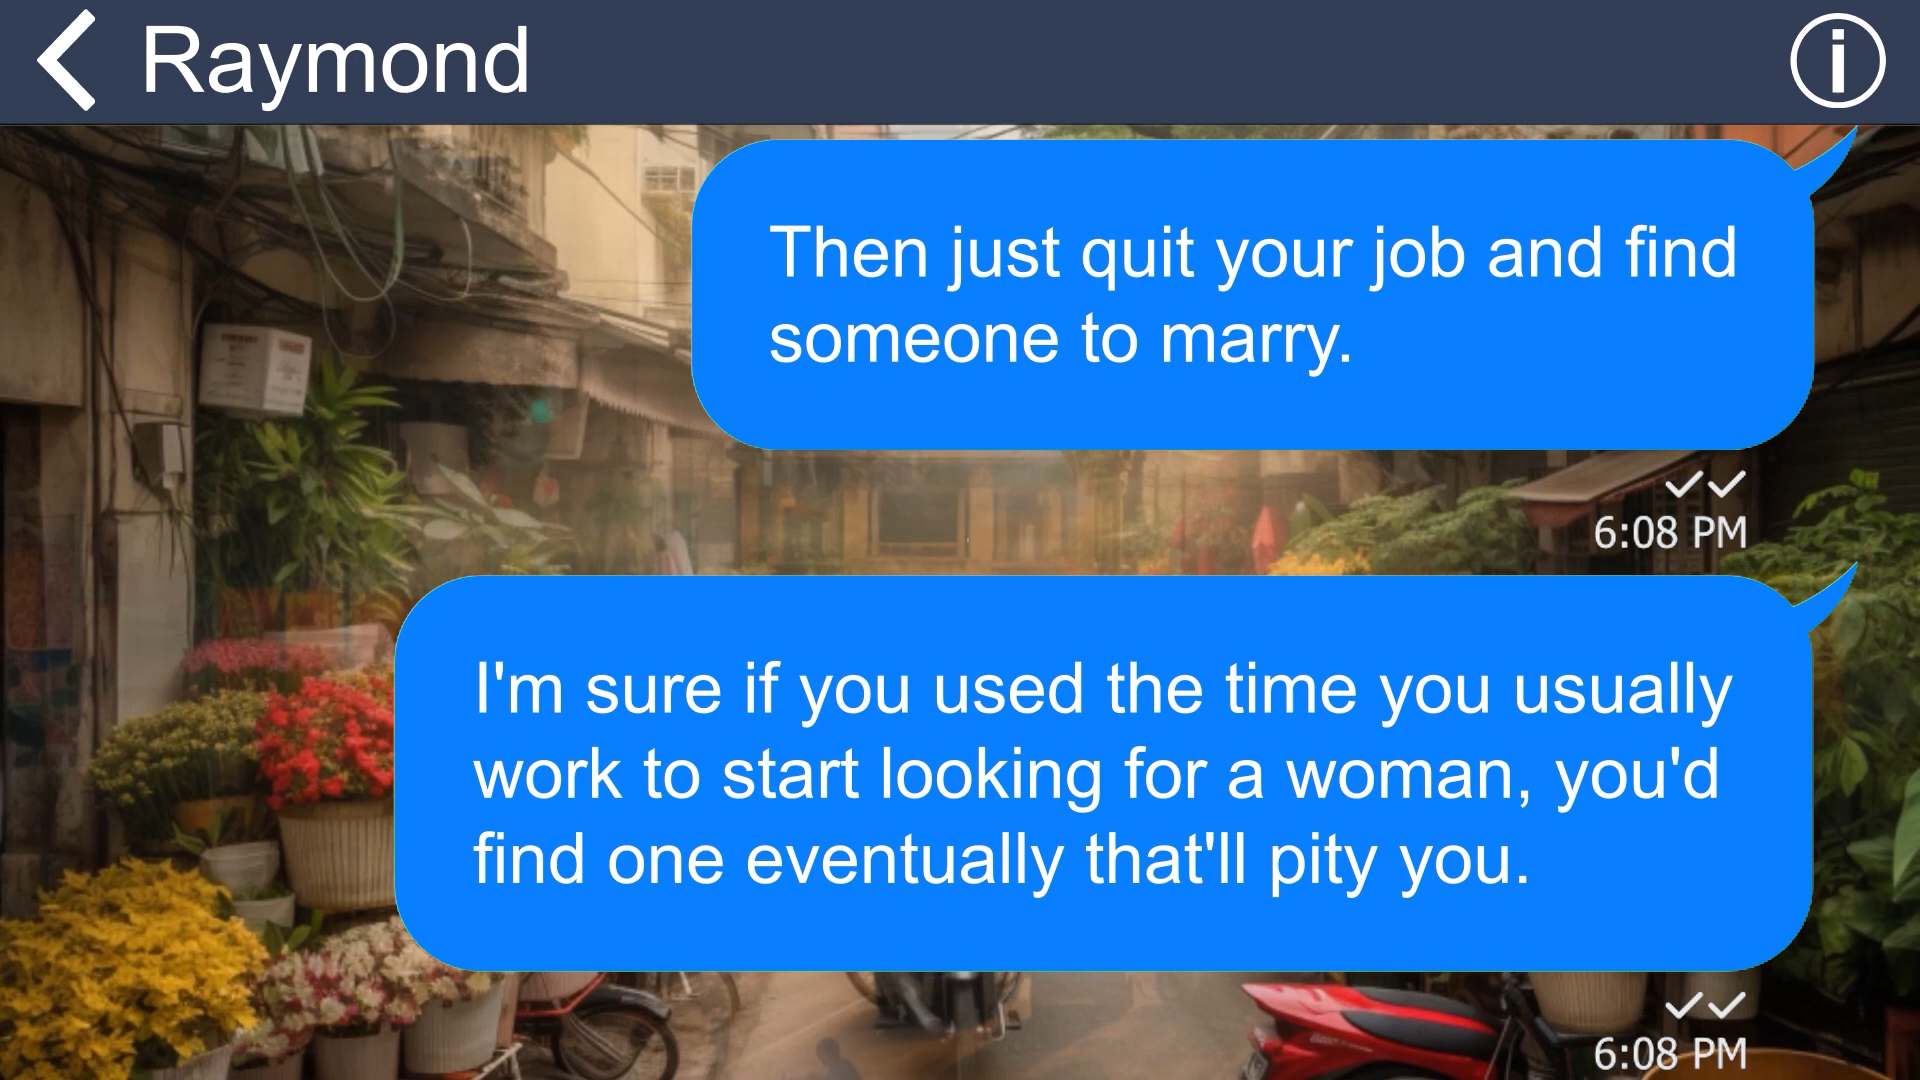 Raymond
Then just quit your job and find
someone to marry.
6:08 PM
I'm sure if you used the time you usually
work to start looking for a woman, you'd
find one eventually that'll pity you.
6:08 PM